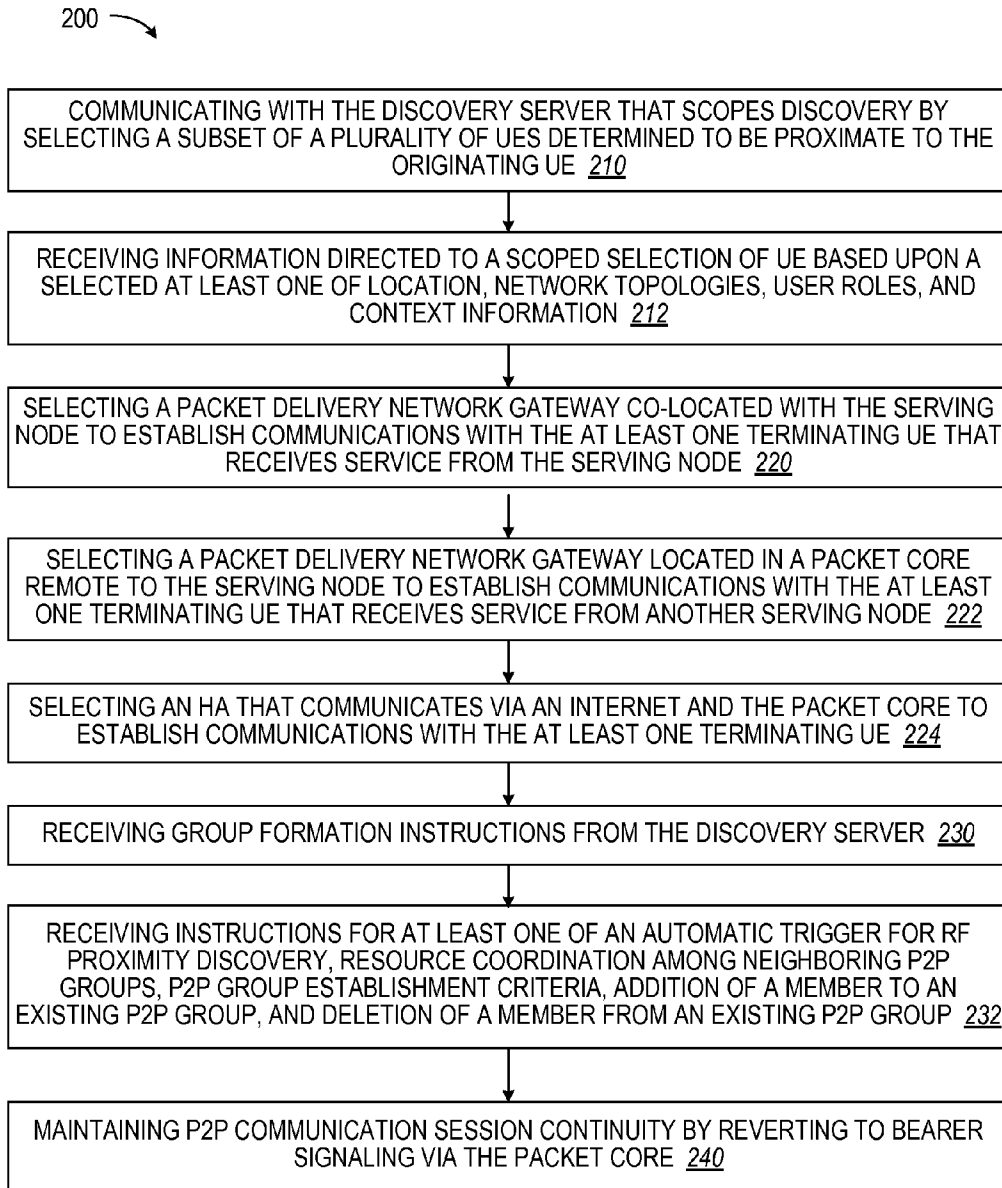 200
COMMUNICATING WITH THE DISCOVERY SERVER THAT SCOPES DISCOVERY BY
SELECTING A SUBSET OF A PLURALITY OF UES DETERMINED TO BE PROXIMATE TO THE
ORIGINATING UE 210
RECEIVING INFORMATION DIRECTED TO A SCOPED SELECTION OF UE BASED UPON A
SELECTED AT LEAST ONE OF LOCATION, NETWORK TOPOLOGIES, USER ROLES, AND
CONTEXT INFORMATION 212
SELECTING A PACKET DELIVERY NETWORK GATEWAY CO-LOCATED WITH THE SERVING
NODE TO ESTABLISH COMMUNICATIONS WITH THE AT LEAST ONE TERMINATING UE THAT
RECEIVES SERVICE FROM THE SERVING NODE 220
SELECTING A PACKET DELIVERY NETWORK GATEWAY LOCATED IN A PACKET CORE
REMOTE TO THE SERVING NODE TO ESTABLISH COMMUNICATIONS WITH THE AT LEAST
ONE TERMINATING UE THAT RECEIVES SERVICE FROM ANOTHER SERVING NODE 222
SELECTING AN HA THAT COMMUNICATES VIA AN INTERNET AND THE PACKET CORE TO
ESTABLISH COMMUNICATIONS WITH THE AT LEAST ONE TERMINATING UE 224
RECEIVING GROUP FORMATION INSTRUCTIONS FROM THE DISCOVERY SERVER 230
RECEIVING INSTRUCTIONS FOR AT LEAST ONE OF AN AUTOMATIC TRIGGER FOR RF
PROXIMITY DISCOVERY, RESOURCE COORDINATION AMONG NEIGHBORING P2P
GROUPS, P2P GROUP ESTABLISHMENT CRITERIA, ADDITION OF A MEMBER TO AN
EXISTING P2P GROUP, AND DELETION OF A MEMBER FROM AN EXISTING P2P GROUP 232
MAINTAINING P2P COMMUNICATION SESSION CONTINUITY BY REVERTING TO BEARER
SIGNALING VIA THE PACKET CORE 240